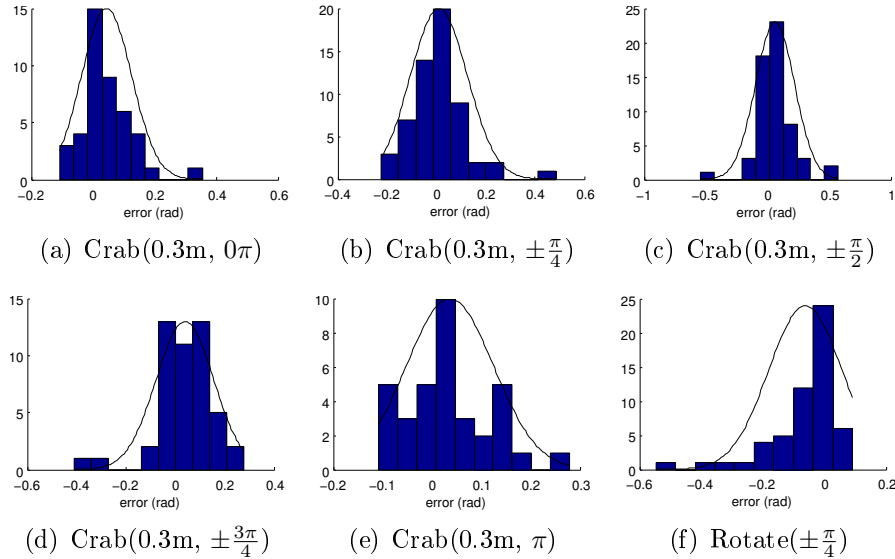 15
10
5
0
−0.2 0 0.2 0.4 0.6
error (rad)
(a) Crab(0.3m, 0π)
20
15
10
5
0
−0.4 −0.2 0 0.2 0.4 0.6
error (rad)
(b) Crab(0.3m, ±π/4)
25
20
15
10
5
0
−1 −0.5 0 0.5 1
error (rad)
(c) Crab(0.3m, ±π/2)
15
10
5
0
−0.6 −0.4 −0.2 0 0.2 0.4
error (rad)
(d) Crab(0.3m, ±3π/4)
10
8
6
4
2
0
−0.2 −0.1 0 0.1 0.2 0.3
error (rad)
(e) Crab(0.3m, π)
25
20
15
10
5
0
−0.6 −0.4 −0.2 0 0.2
error (rad)
(f) Rotate(±π/4)